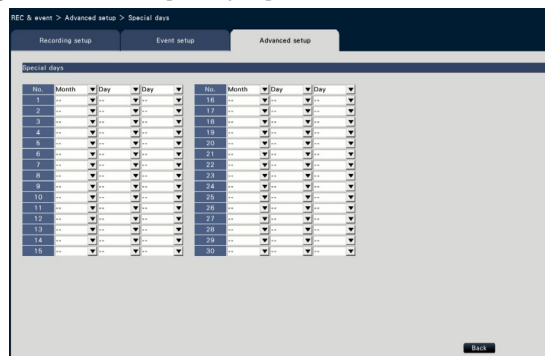 REC & event > Advanced setup > Special days
Recording setup Event setup Advanced setup
Special days
No. Month Day Day No. Month Day Day
1 -- -- -- 16 -- -- --
2 -- -- -- 17 -- -- --
3 -- -- -- 18 -- -- --
4 -- -- -- 19 -- -- --
5 -- -- -- 20 -- -- --
6 -- -- -- 21 -- -- --
7 -- -- -- 22 -- -- --
8 -- -- -- 23 -- -- --
9 -- -- -- 24 -- -- --
10 -- -- -- 25 -- -- --
11 -- -- -- 26 -- -- --
12 -- -- -- 27 -- -- --
13 -- -- -- 28 -- -- --
14 -- -- -- 29 -- -- --
15 -- -- -- 30 -- -- --
Back